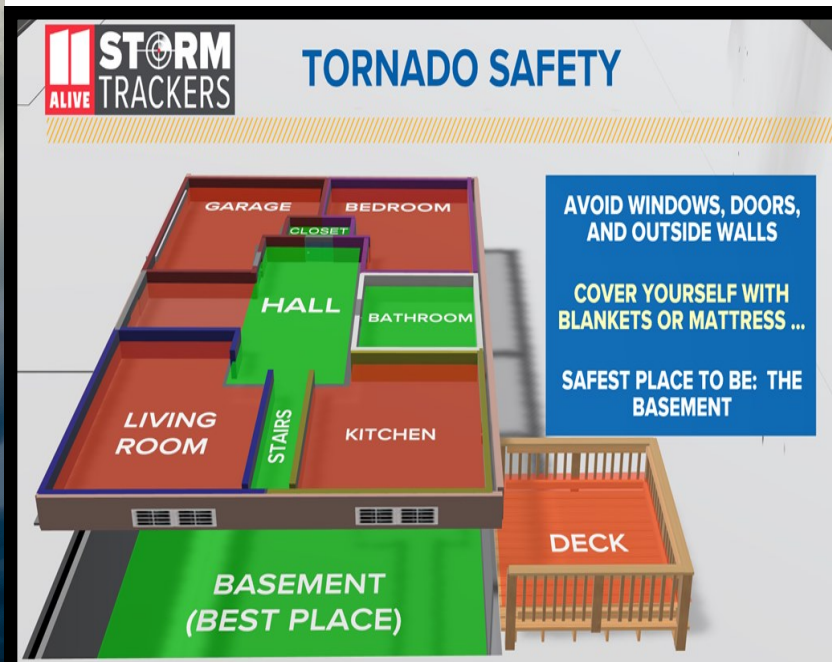 11
ALIVE
STORM
TRACKERS
TORNADO SAFETY
GARAGE
BEDROOM
CLOSET
HALL
BATHROOM
LIVING
ROOM
STAIRS
KITCHEN
DECK
BASEMENT
(BEST PLACE)
AVOID WINDOWS, DOORS,
AND OUTSIDE WALLS
COVER YOURSELF WITH
BLANKETS OR MATTRESS ...
SAFEST PLACE TO BE: THE
BASEMENT